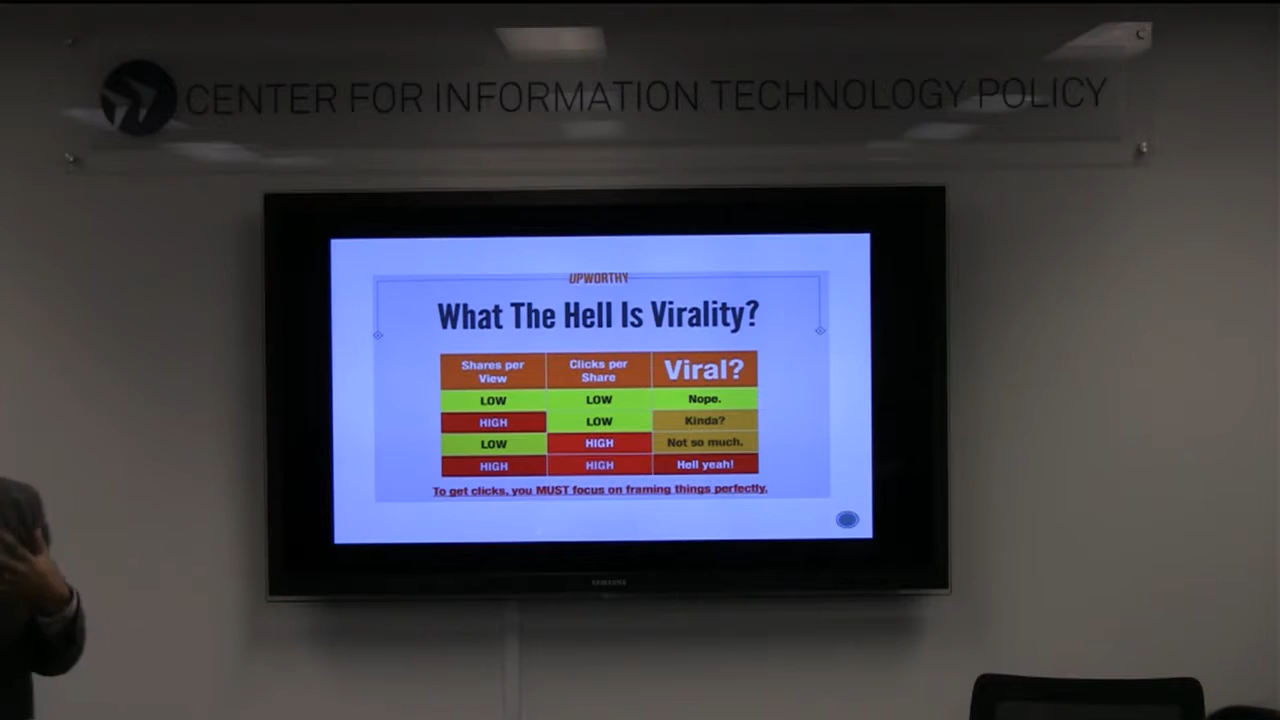 CENTER FOR INFORMATION TECHNOLOGY POLICY
UPWORTHY
What The Hell Is Virality?
Shares per View Clicks per Share Viral?
LOW LOW Nope.
HIGH LOW Kinda?
LOW HIGH Not so much.
HIGH HIGH Hell yeah!
To get clicks, you MUST focus on framing things perfectly.
SAMSUNG